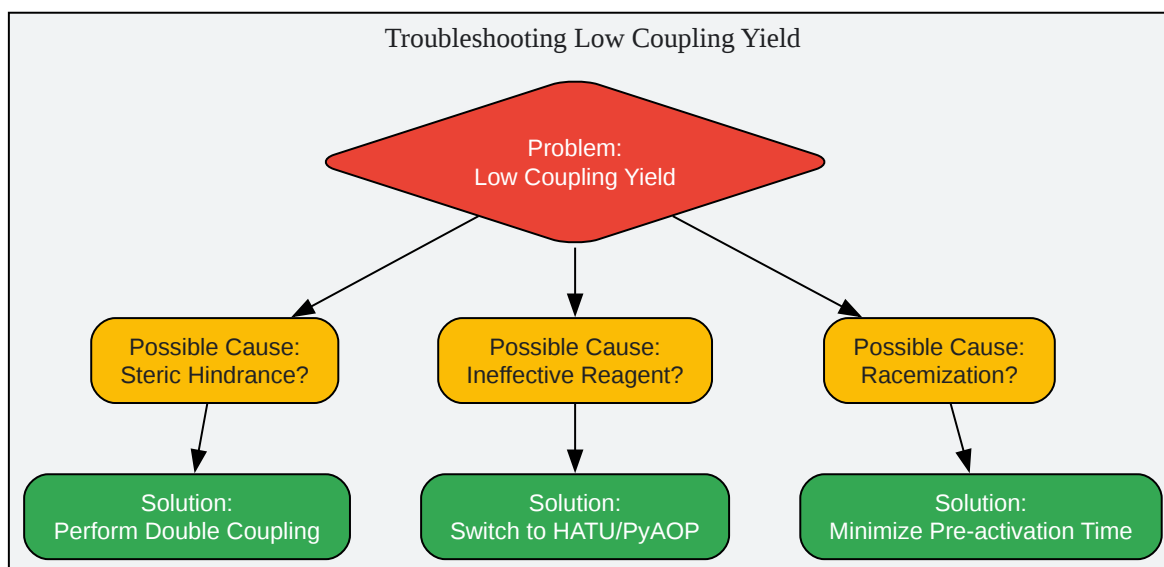 Troubleshooting Low Coupling Yield
Problem:
Low Coupling Yield
Possible Cause:
Steric Hindrance?
Possible Cause:
Ineffective Reagent?
Possible Cause:
Racemization?
Solution:
Perform Double Coupling
Solution:
Switch to HATU/PyAOP
Solution:
Minimize Pre-activation Time